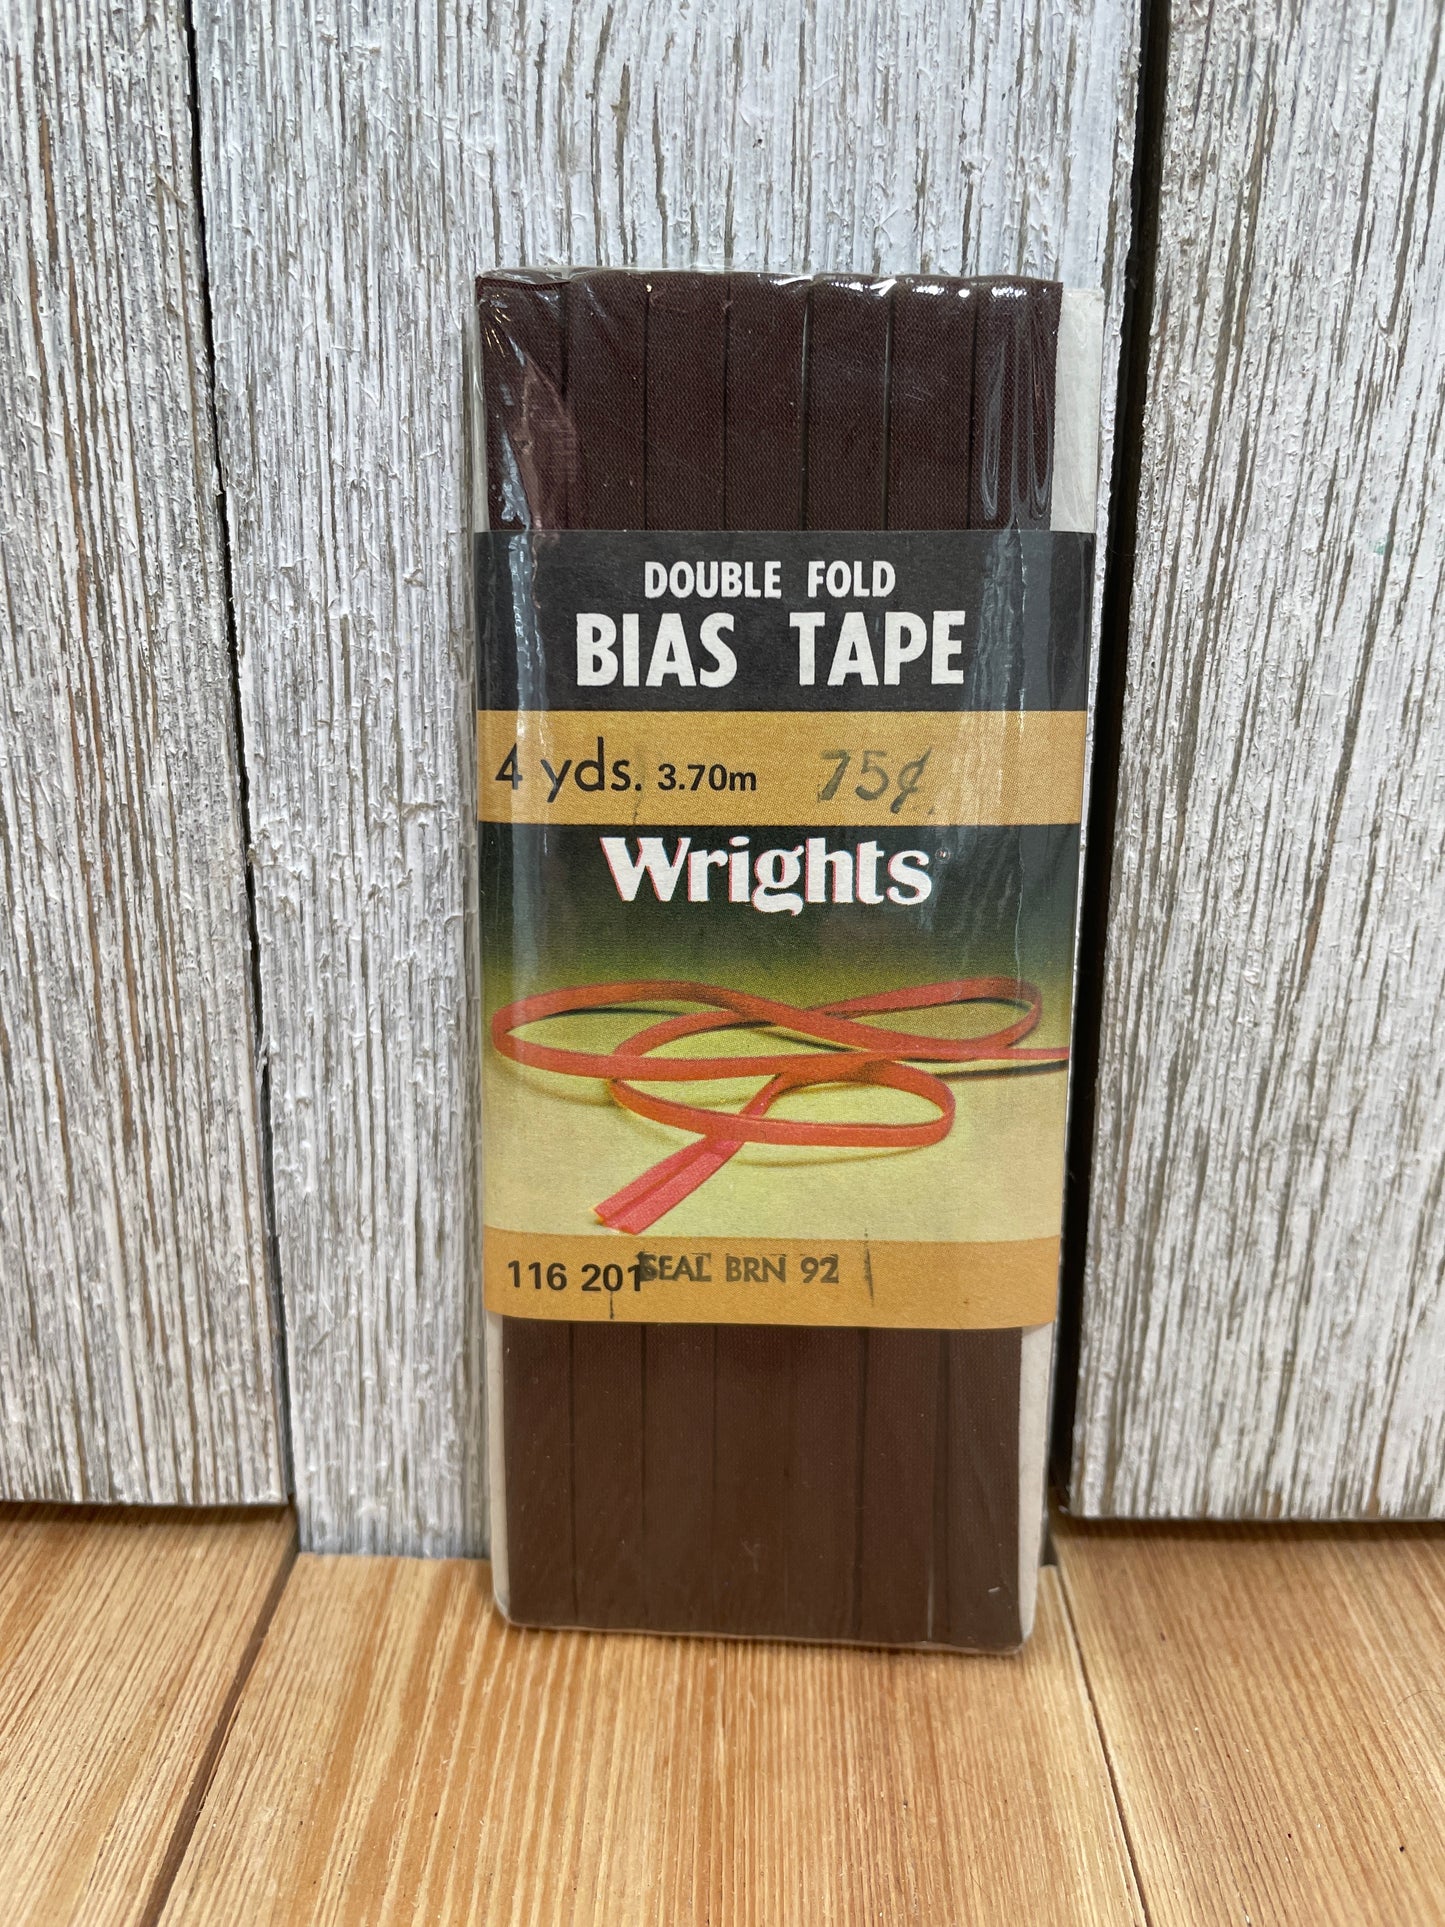 DOUBLE FOLD
BIAS TAPE
4 yds. 3.70m 75¢
Wrights
116 201 SEAL BRN 92